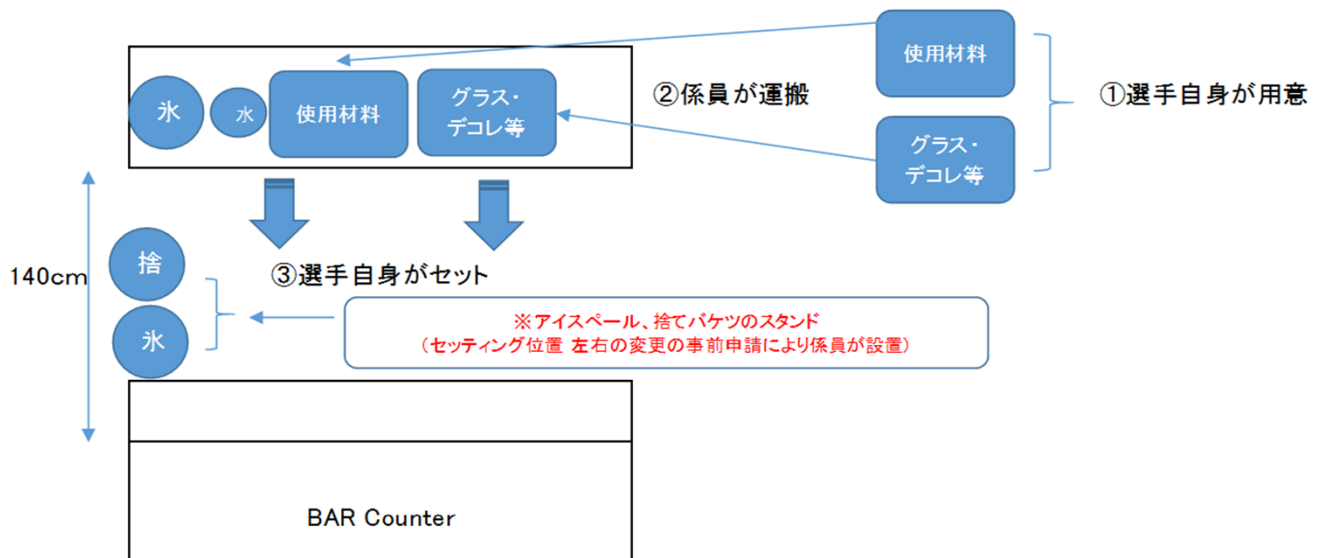 使用材料
①選手自身が用意
グラス・
デコレ等
②係員が運搬
氷
水
使用材料
グラス・
デコレ等
140cm
捨
氷
③選手自身がセット
※アイスペール、捨てバケツのスタンド
(セッティング位置 左右の変更の事前申請により係員が設置)
BAR Counter